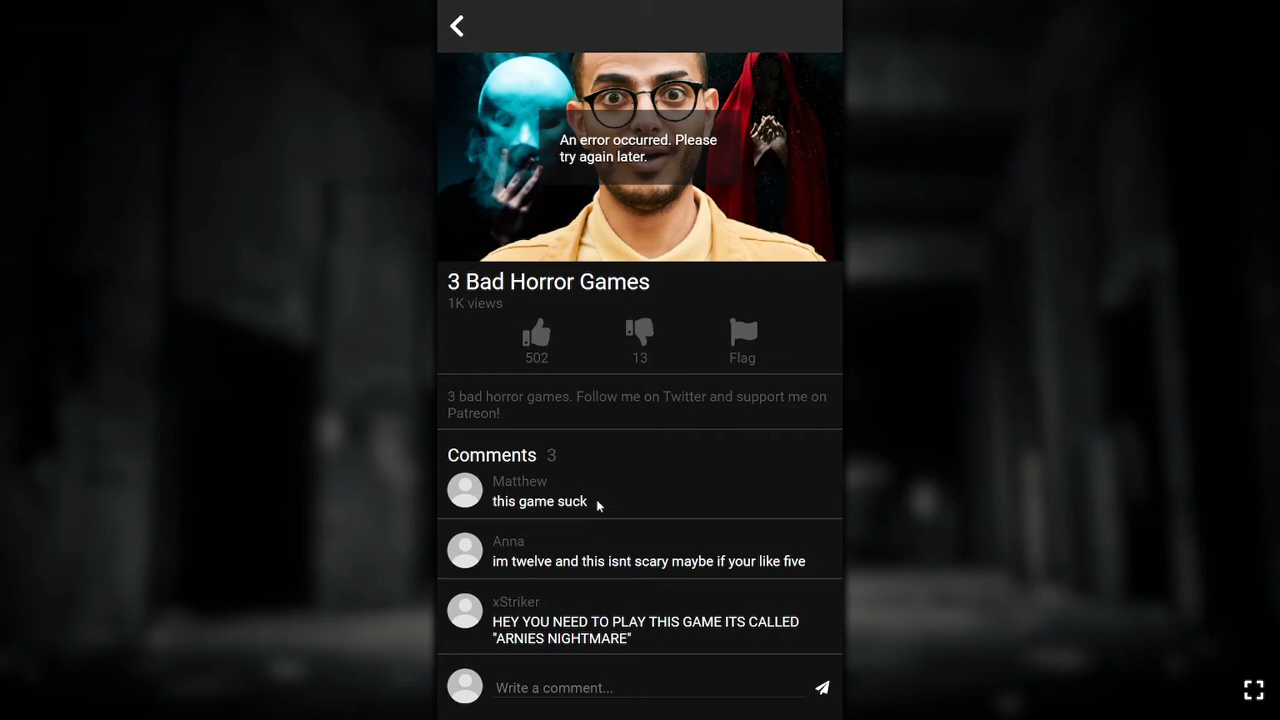 An error occurred. Please
try again later.
3 Bad Horror Games
1K views
502
13
Flag
3 bad horror games. Follow me on Twitter and support me on
Patreon!
Comments 3
Matthew
this game suck
Anna
im twelve and this isnt scary maybe if your like five
xStriker
HEY YOU NEED TO PLAY THIS GAME ITS CALLED
"ARNIES NIGHTMARE"
Write a comment...